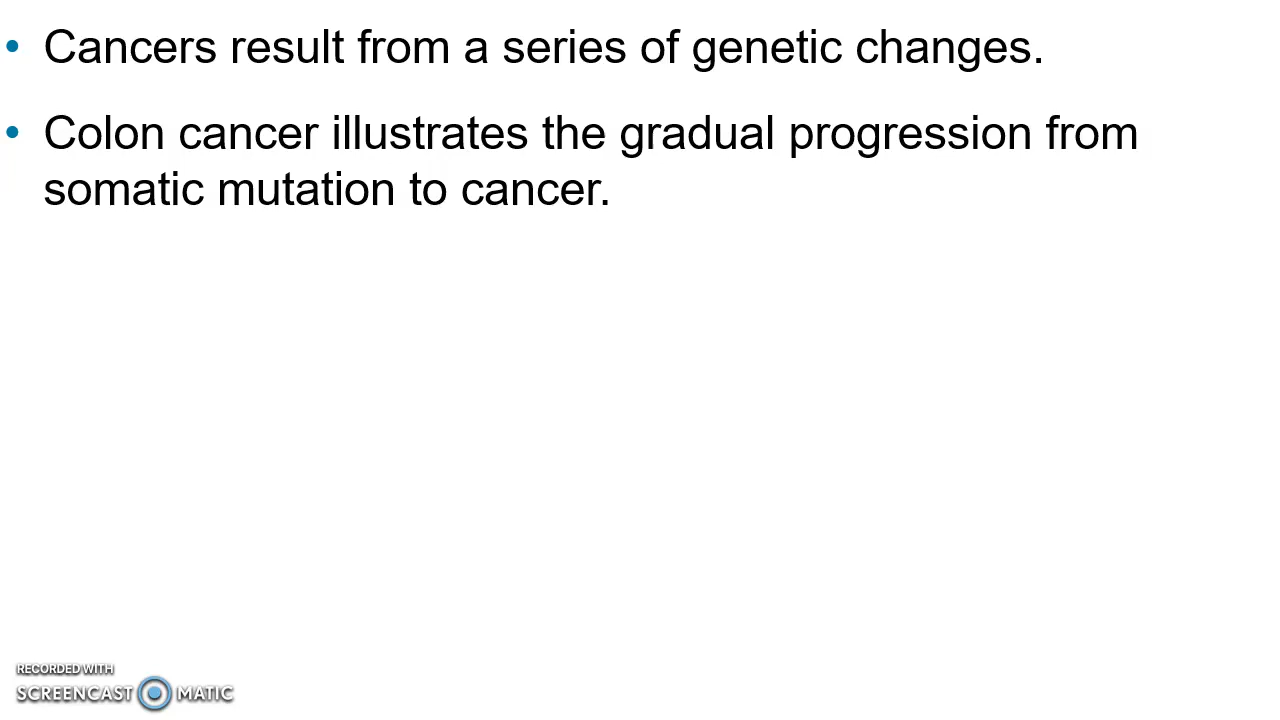 • Cancers result from a series of genetic changes.
• Colon cancer illustrates the gradual progression from
somatic mutation to cancer.
RECORDED WITH
SCREENCAST MATIC